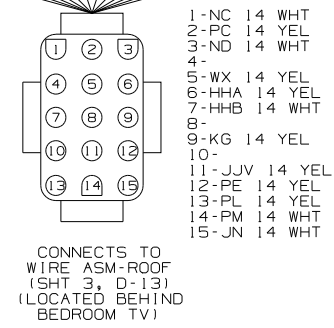 1-NC 14 WHT
2-PC 14 YEL
3-ND 14 WHT
4-
5-WX 14 YEL
6-HHA 14 YEL
7-HHB 14 WHT
8-
9-KG 14 YEL
10-
11-JJV 14 YEL
12-PE 14 YEL
13-PL 14 YEL
14-PM 14 WHT
15-JN 14 WHT
1 2 3
4 5 6
7 8 9
10 11 12
13 14 15
CONNECTS TO
WIRE ASM-ROOF
(SHT 3, D-13)
(LOCATED BEHIND
BEDROOM TV)